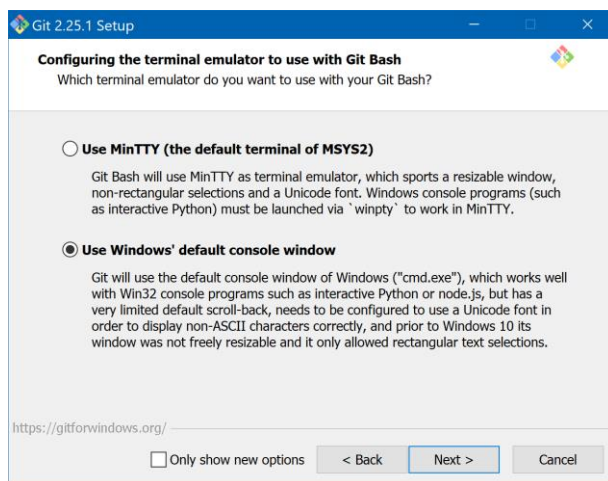 Git 2.25.1 Setup
Configuring the terminal emulator to use with Git Bash
Which terminal emulator do you want to use with your Git Bash?
Use MinTTY (the default terminal of MSYS2)
Git Bash will use MinTTY as terminal emulator, which sports a resizable window,
non-rectangular selections and a Unicode font. Windows console programs (such
as interactive Python) must be launched via `winpty` to work in MinTTY.
Use Windows' default console window
Git will use the default console window of Windows ("cmd.exe"), which works well
with Win32 console programs such as interactive Python or node.js, but has a
very limited default scroll-back, needs to be configured to use a Unicode font in
order to display non-ASCII characters correctly, and prior to Windows 10 its
window was not freely resizable and it only allowed rectangular text selections.
https://gitforwindows.org/
Only show new options < Back Next > Cancel